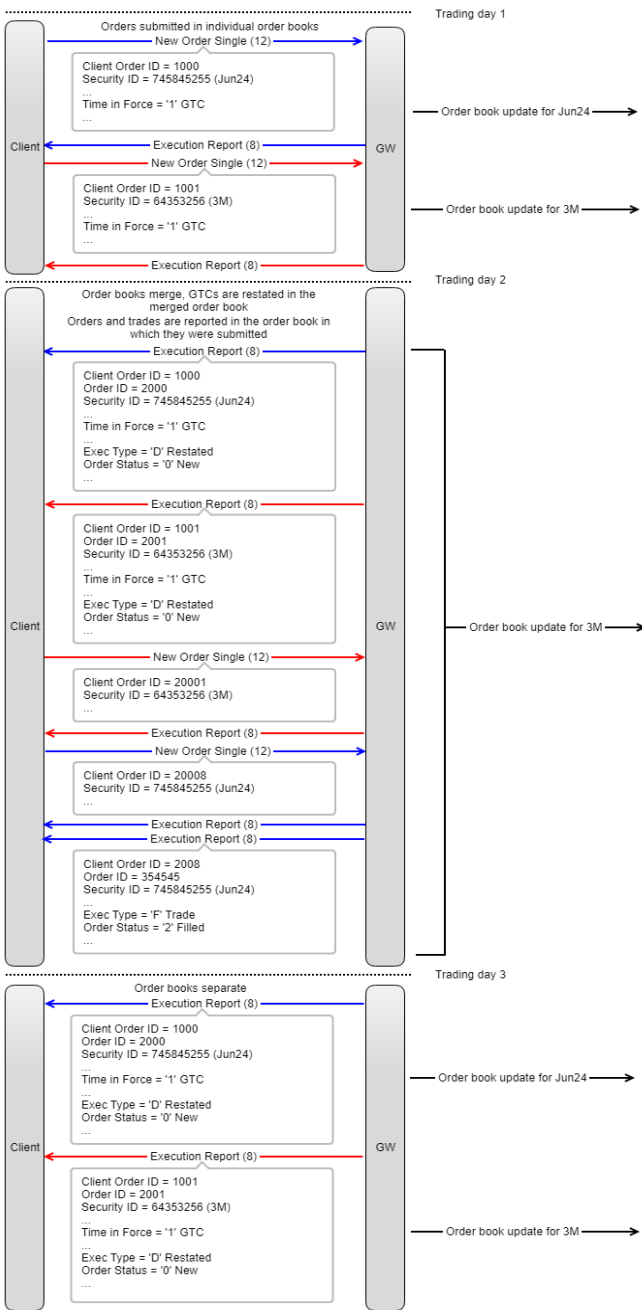 Trading day 1
Orders submitted in individual order books
New Order Single (12)
Client Order ID = 1000
Security ID = 745845255 (Jun24)
...
Time in Force = '1' GTC
...
Order book update for Jun24
Client
GW
Execution Report (8)
New Order Single (12)
Client Order ID = 1001
Security ID = 64353256 (3M)
...
Time in Force = '1' GTC
...
Order book update for 3M
Execution Report (8)
Trading day 2
Order books merge, GTCs are restated in the
merged order book
Orders and trades are reported in the order book in
which they were submitted
Execution Report (8)
Client Order ID = 1000
Order ID = 2000
Security ID = 745845255 (Jun24)
...
Time in Force = '1' GTC
...
Exec Type = 'D' Restated
Order Status = '0' New
...
Execution Report (8)
Client Order ID = 1001
Order ID = 2001
Security ID = 64353256 (3M)
...
Time in Force = '1' GTC
...
Exec Type = 'D' Restated
Order Status = '0' New
...
Client
GW
Order book update for 3M
New Order Single (12)
Client Order ID = 20001
Security ID = 64353256 (3M)
...
Execution Report (8)
New Order Single (12)
Client Order ID = 20008
Security ID = 745845255 (Jun24)
...
Execution Report (8)
Execution Report (8)
Client Order ID = 2008
Order ID = 354545
Security ID = 745845255 (Jun24)
...
Exec Type = 'F' Trade
Order Status = '2' Filled
...
Trading day 3
Order books separate
Execution Report (8)
Client Order ID = 1000
Order ID = 2000
Security ID = 745845255 (Jun24)
...
Time in Force = '1' GTC
...
Exec Type = 'D' Restated
Order Status = '0' New
...
Order book update for Jun24
Client
GW
Execution Report (8)
Client Order ID = 1001
Order ID = 2001
Security ID = 64353256 (3M)
...
Time in Force = '1' GTC
...
Exec Type = 'D' Restated
Order Status = '0' New
...
Order book update for 3M